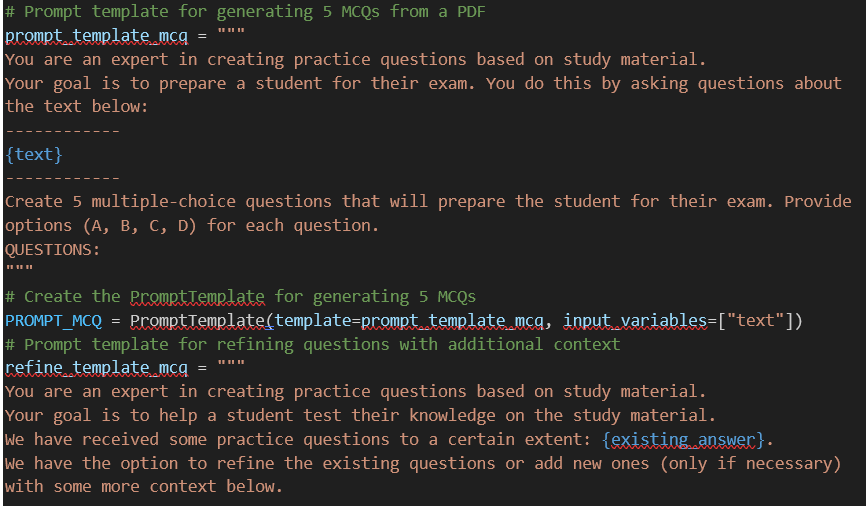 # Prompt template for generating 5 MCQs from a PDF
prompt_template_mcq = """
You are an expert in creating practice questions based on study material.
Your goal is to prepare a student for their exam. You do this by asking questions about
the text below:
------------
{text}
------------
Create 5 multiple-choice questions that will prepare the student for their exam. Provide
options (A, B, C, D) for each question.
QUESTIONS:
"""
# Create the PromptTemplate for generating 5 MCQs
PROMPT_MCQ = PromptTemplate(template=prompt_template_mcq, input_variables=["text"])
# Prompt template for refining questions with additional context
refine_template_mcq = """
You are an expert in creating practice questions based on study material.
Your goal is to help a student test their knowledge on the study material.
We have received some practice questions to a certain extent: {existing_answer}.
We have the option to refine the existing questions or add new ones (only if necessary)
with some more context below.